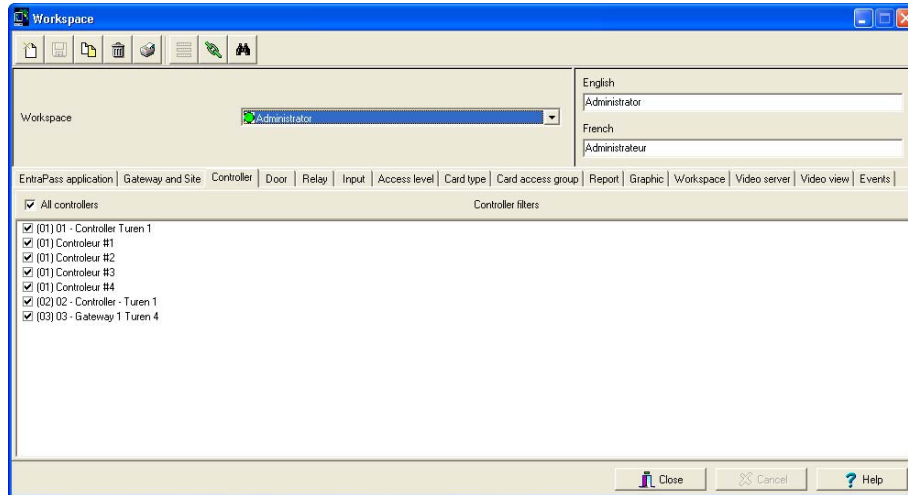 Workspace
English
Administrator
Workspace
Administrator
French
Administrateur
EntraPass application Gateway and Site Controller Door Relay Input Access level Card type Card access group Report Graphic Workspace Video server Video view Events
All controllers Controller filters
(01) 01 - Controller Turen 1
(01) Controleur #1
(01) Controleur #2
(01) Controleur #3
(01) Controleur #4
(02) 02 - Controller - Turen 1
(03) 03 - Gateway 1 Turen 4
Close Cancel ? Help